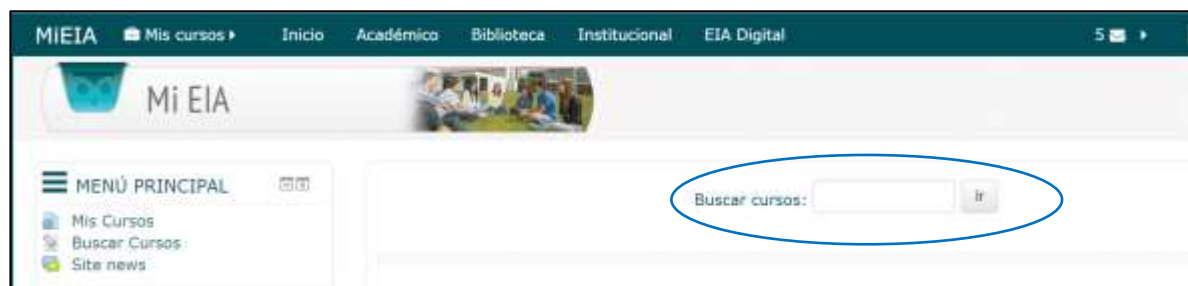 MiEIA Mis cursos Inicio Académico Biblioteca Institucional EIA Digital 5
Mi EIA
MENÙ PRINCIPAL
Buscar cursos: ir
Mis Cursos
Buscar Cursos
Site news